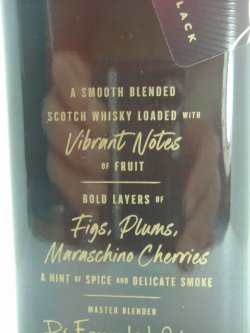 BLACK
A SMOOTH BLENDED
SCOTCH WHISKY LOADED WITH
Vibrant Notes
OF FRUIT
BOLD LAYERS OF
Figs, Plums,
Maraschino Cherries
A HINT OF SPICE AND DELICATE SMOKE
MASTER BLENDER